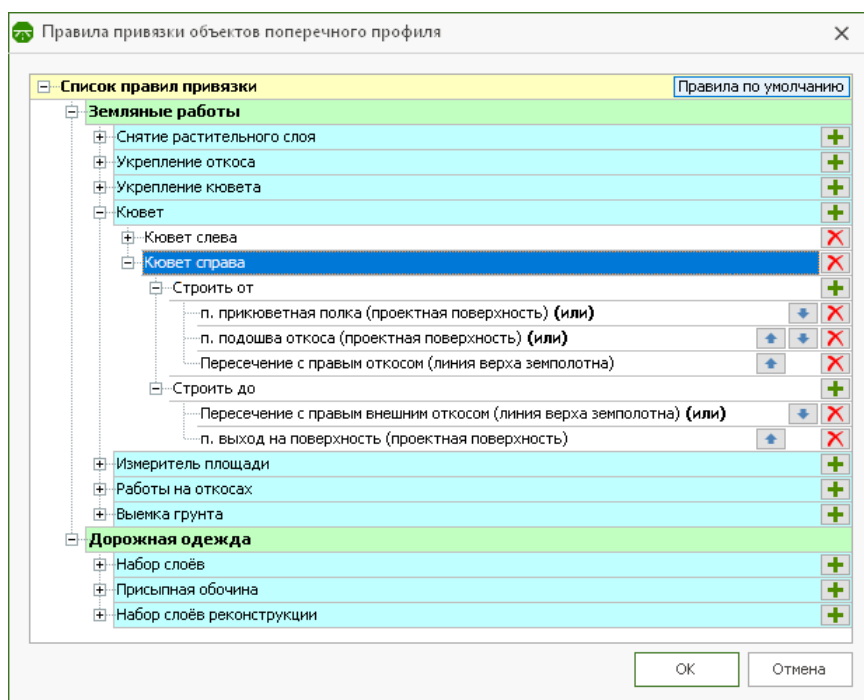 Правила привязки объектов поперечного профиля
Список правил привязки Правила по умолчанию
Земляные работы
Снятие растительного слоя
Укрепление откоса
Укрепление кювета
Кювет
Кювет слева
Кювет справа
Строить от
п. прикюветная полка (проектная поверхность) (или)
п. подошва откоса (проектная поверхность) (или)
Пересечение с правым откосом (линия верха земполотна)
Строить до
Пересечение с правым внешним откосом (линия верха земполотна) (или)
п. выход на поверхность (проектная поверхность)
Измеритель площади
Работы на откосах
Выемка грунта
Дорожная одежда
Набор слоёв
Присыпная обочина
Набор слоёв реконструкции
ОК Отмена